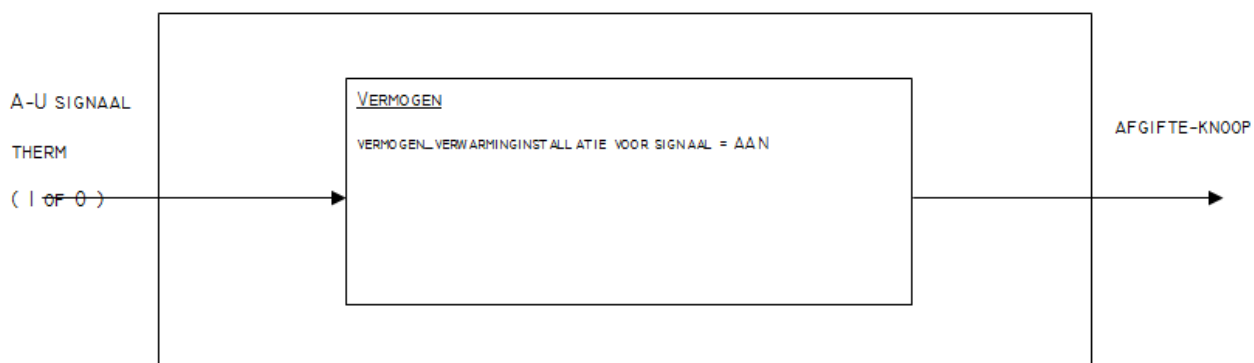 A-U SIGNAAL
THERM
( 1 OF 0 )
VERMOGEN
VERMOGEN_VERWARMINGINSTALLATIE VOOR SIGNAAL = AAN
AFGIFTE-KNOOP